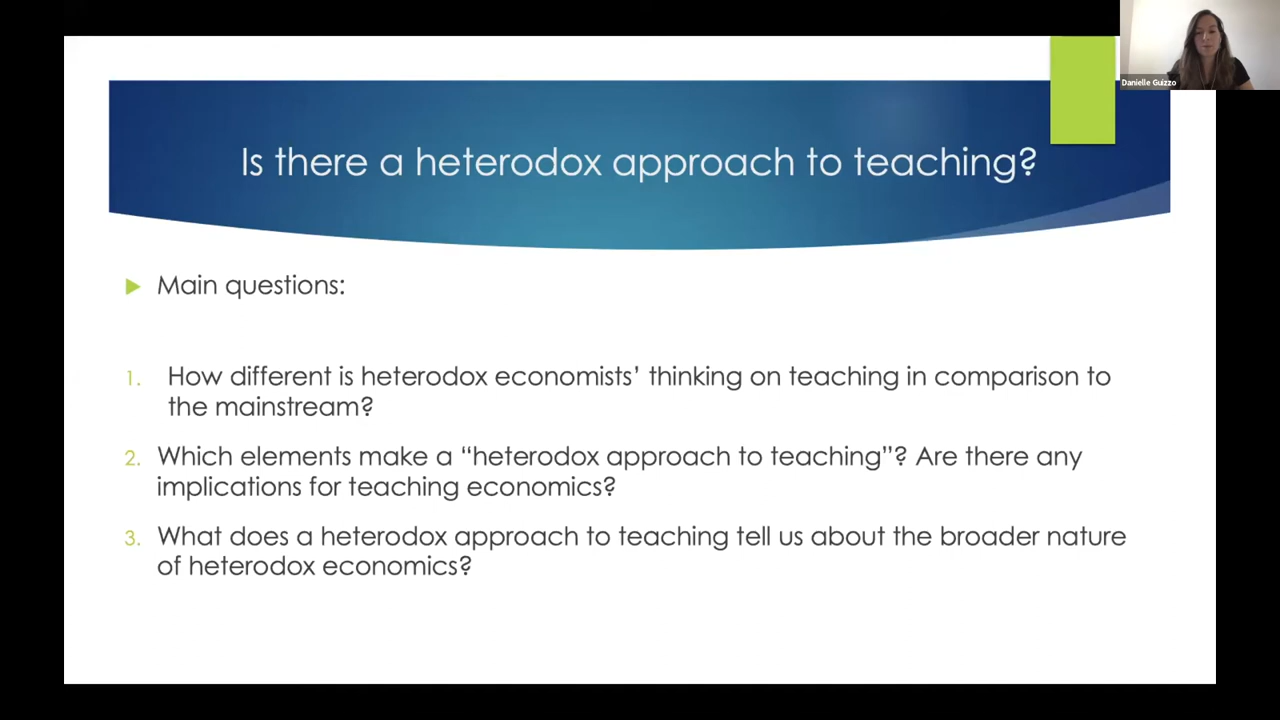 Danielle Guizzo
Is there a heterodox approach to teaching?
Main questions:
1. How different is heterodox economists’ thinking on teaching in comparison to
the mainstream?
2. Which elements make a “heterodox approach to teaching”? Are there any
implications for teaching economics?
3. What does a heterodox approach to teaching tell us about the broader nature
of heterodox economics?